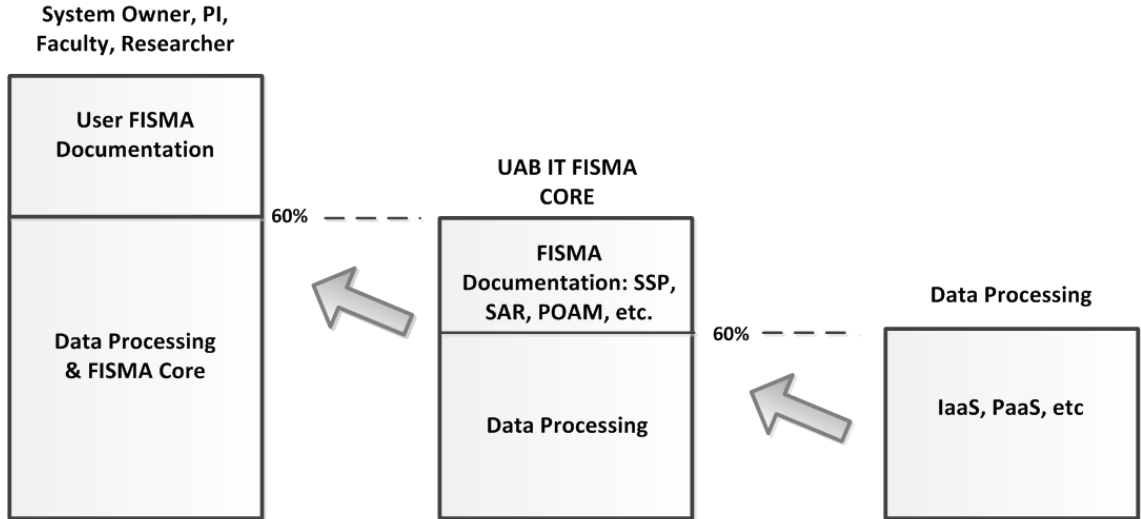 System Owner, PI,
Faculty, Researcher
User FISMA
Documentation
60%
Data Processing
& FISMA Core
UAB IT FISMA
CORE
FISMA
Documentation: SSP,
SAR, POAM, etc.
60%
Data Processing
Data Processing
IaaS, PaaS, etc